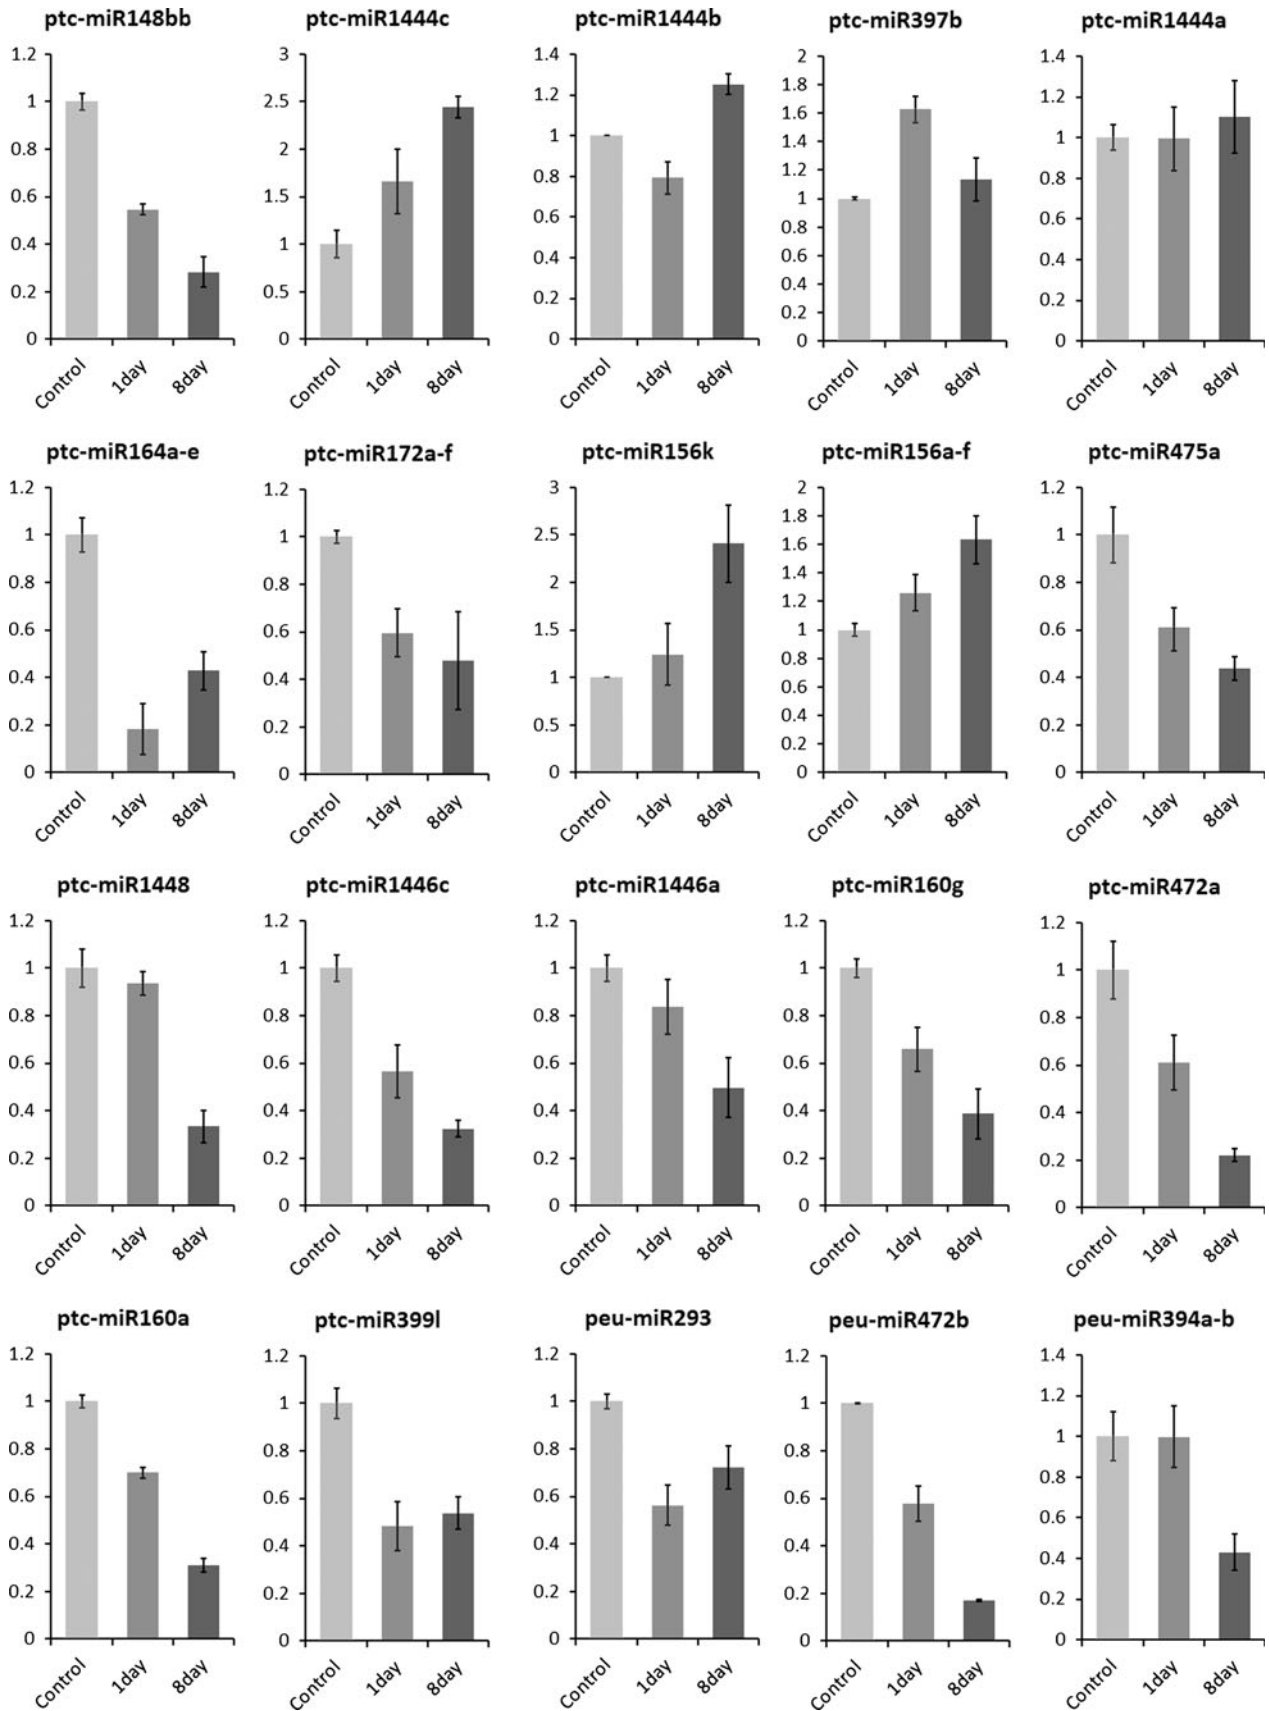 ptc-miR148bb ptc-miR1444c ptc-miR1444b ptc-miR397b ptc-miR1444a
1.2 3 1.4 2 1.4
1 2.5 1.2 1.8 1.2
0.8 2 1 1.6 1
0.6 1.5 0.8 1.4 0.8
0.4 1 0.6 1.2 0.6
0.2 0.5 0.4 1 0.4
0 0 0.2 0.8 0.2
0 0.6 0
0.4
0.2
0
Control 1day 8day Control 1day 8day Control 1day 8day Control 1day 8day Control 1day 8day
ptc-miR164a-e ptc-miR172a-f ptc-miR156k ptc-miR156a-f ptc-miR475a
1.2 1.2 3 2 1.2
1 1 2.5 1.8 1
0.8 0.8 2 1.6 0.8
0.6 0.6 1.5 1.4 0.6
0.4 0.4 1 1.2 0.4
0.2 0.2 0.5 1 0.2
0 0 0 0.8 0
0.6
0.4
0.2
0
Control 1day 8day Control 1day 8day Control 1day 8day Control 1day 8day Control 1day 8day
ptc-miR1448 ptc-miR1446c ptc-miR1446a ptc-miR160g ptc-miR472a
1.2 1.2 1.2 1.2 1.2
1 1 1 1 1
0.8 0.8 0.8 0.8 0.8
0.6 0.6 0.6 0.6 0.6
0.4 0.4 0.4 0.4 0.4
0.2 0.2 0.2 0.2 0.2
0 0 0 0 0
Control 1day 8day Control 1day 8day Control 1day 8day Control 1day 8day Control 1day 8day
ptc-miR160a ptc-miR399l peu-miR293 peu-miR472b peu-miR394a-b
1.2 1.2 1.2 1.2 1.4
1 1 1 1 1.2
0.8 0.8 0.8 0.8 1
0.6 0.6 0.6 0.6 0.8
0.4 0.4 0.4 0.4 0.6
0.2 0.2 0.2 0.2 0.4
0 0 0 0 0.2
0
Control 1day 8day Control 1day 8day Control 1day 8day Control 1day 8day Control 1day 8day